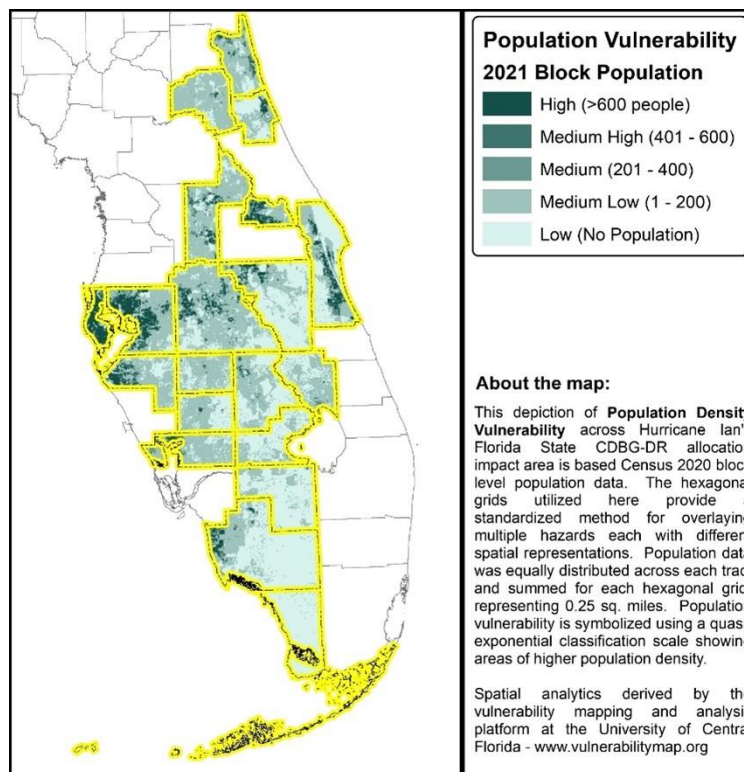 Population Vulnerability
2021 Block Population
High (>600 people)
Medium High (401 - 600)
Medium (201 - 400)
Medium Low (1 - 200)
Low (No Population)
About the map:
This depiction of Population Density
Vulnerability across Hurricane Ian'
Florida State CDBG-DR allocatio
impact area is based Census 2020 bloc
level population data. The hexagona
grids utilized here provide
standardized method for overlayin
multiple hazards each with differen
spatial representations. Population dat
was equally distributed across each trac
and summed for each hexagonal grid
representing 0.25 sq. miles. Population
vulnerability is symbolized using a quas
exponential classification scale showin
areas of higher population density.
Spatial analytics derived by th
vulnerability mapping and analysi
platform at the University of Centra
Florida - www.vulnerabilitymap.org